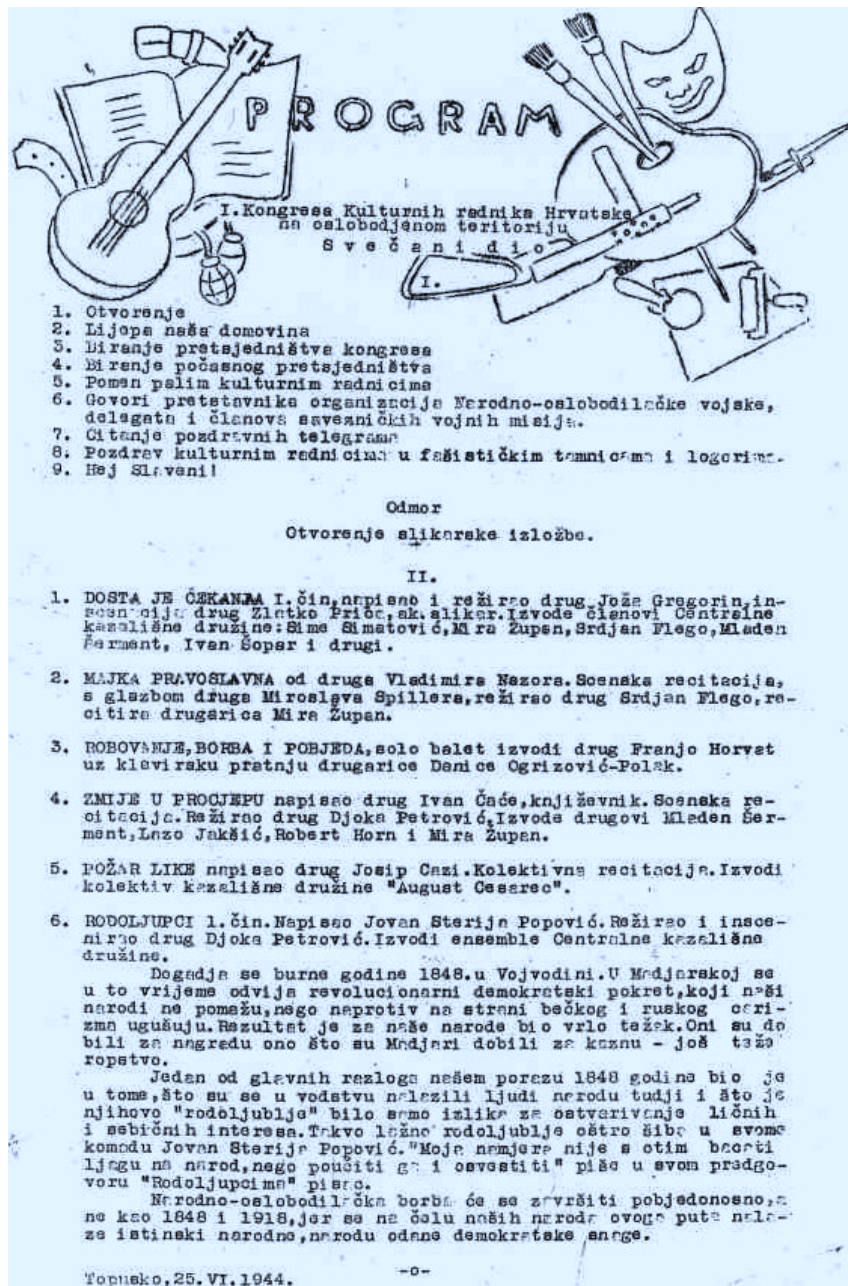 PROGRAM
I. Kongresa Kulturnih radnika Hrvatske
na oslobodjenom teritoriju
Svečani dio
I.
1. Otvorenje
2. Lijepa naša domovina
3. Biranje pretsjedništva kongresa
4. Biranje počasnog pretsjedništva
5. Pomen palim kulturnim radnicima
6. Govori pretstavnika organizacija Narodno-oslobodilačke vojske,
delegata i članova savezničkih vojnih misija.
7. Čitanje pozdravnih telegrama
8. Pozdrav kulturnim radnicima u fašističkim tamnicama i logorima.
9. Hej Slaveni!
Odmor
Otvorenje slikarske izložbe.
II.
1. DOSTA JE ČEKANJA I.čin,napisao i režirao drug Joža Gregorin,in-
scenacija drug Zlatko Prica,ak.slikar.Izvode članovi Centralne
kazališne družine:Sime Simatović,Mira Župan,Srdjan Flego,Mladen
Šerment, Ivan Šopar i drugi.
2. MAJKA PRAVOSLAVNA od druga Vladimira Nazora.Scenska recitacija,
s glazbom druga Miroslava Spillera,režirao drug Srdjan Flego,re-
citira drugarica Mira Župan.
3. ROBOVANJE,BORBA I POBJEDA,solo balet izvodi drug Franjo Horvat
uz klavirsku pratnju drugarice Danice Ogrizović-Polak.
4. ZMIJE U PROCJEPU napisao drug Ivan Čaće,književnik.Scenska re-
citacija.Režirao drug Djoka Petrović.Izvode drugovi Mladen Šer-
ment,Lazo Jakšić,Robert Horn i Mira Župan.
5. POŽAR LIKE napisao drug Josip Cazi.Kolektivna recitacija.Izvodi
kolektiv kazališne družine "August Cesarec".
6. RODOLJUPCI 1.čin.Napisao Jovan Sterija Popović.Režirao i insce-
nirao drug Djoka Petrović.Izvodi ensemble Centralne kazališne
družine.
Dogadja se burne godine 1848.u Vojvodini.U Madjarskoj se
u to vrijeme odvija revolucionarni demokratski pokret,koji naši
narodi ne pomažu,nego naprotiv na strani bečkog i ruskog cari-
zma ugušuju.Rezultat je za naše narode bio vrlo težak.Oni su do
bili za nagradu ono što su Madjari dobili za kaznu - još teže
ropstvo.
Jedan od glavnih razloga našem porazu 1848 godine bio je
u tome,što su se u vodstvu nalazili ljudi narodu tudji i što je
njihovo "rodoljublje" bilo samo izlika za ostvarivanje ličnih
i sebičnih interesa.Takvo lažno rodoljublje oštro šiba u svome
komadu Jovan Sterija Popović."Moja namjera nije s otim bacati
ljagu na narod,nego poučiti ga i osvestiti" piše u svom predgo-
voru "Rodoljupcima" pisac.
Narodno-oslobodilačka borba će se završiti pobjedonosno,a
ne kao 1848 i 1918,jer se na čelu naših naroda ovoga puta nala-
ze istinski narodne,narodu odane demokratske snage.
-o-
Topusko,25.VI.1944.